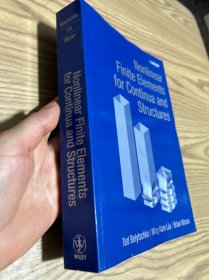 Nonlinear
Finite Elements
for Continua and
Structures
Ted Belytschko / Wing Kam Liu / Brian Moran
Nonlinear Finite Elements
for Continua and Structures
WILEY